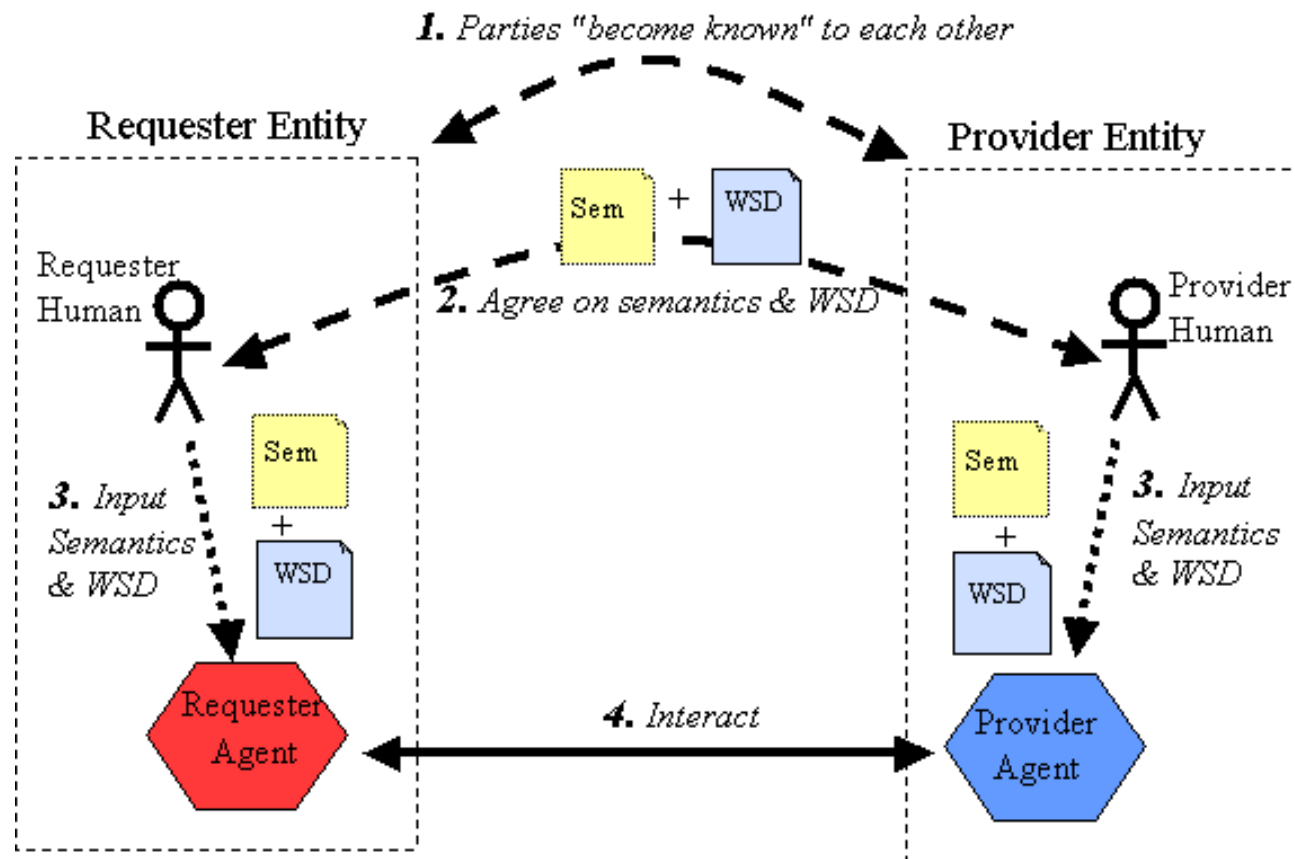 1. Parties "become known" to each other
Requester Entity
Provider Entity
Sem
+
WSD
Requester
Human
2. Agree on semantics & WSD
Provider
Human
Sem
+
WSD
3. Input
Semantics
& WSD
Sem
+
WSD
3. Input
Semantics
& WSD
Requester
Agent
4. Interact
Provider
Agent